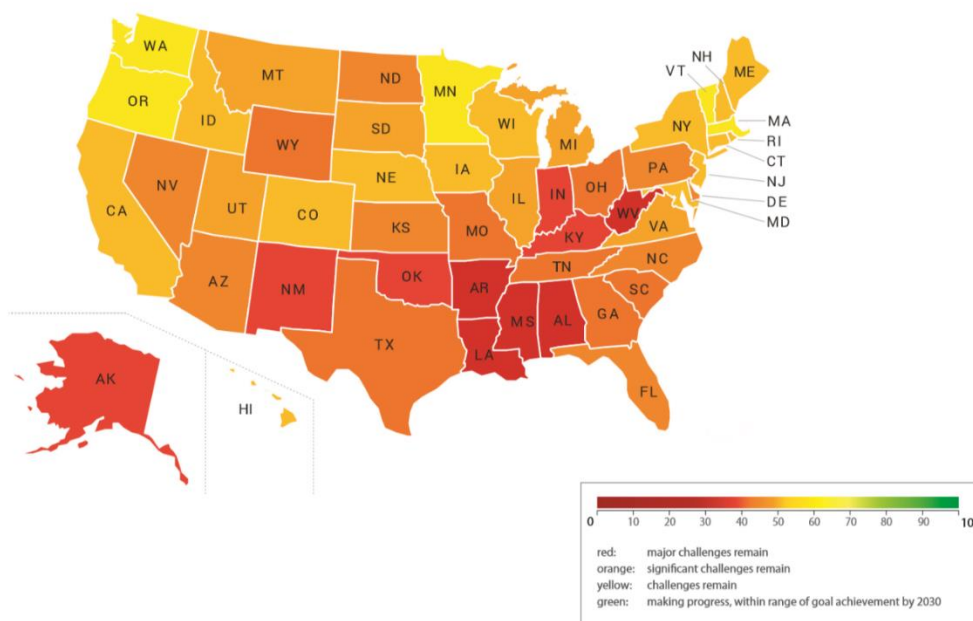 WA
MT
ND
MN
OR
ID
WY
SD
WI
MI
NY
VT
NH
ME
MA
RI
CT
NJ
DE
MD
NV
UT
CO
NE
IA
IL
IN
OH
PA
CA
KS
MO
KY
WV
VA
AZ
NM
OK
AR
TN
NC
TX
LA
MS
AL
GA
SC
FL
AK
HI
0 10 20 30 40 50 60 70 80 90 10
red: major challenges remain
orange: significant challenges remain
yellow: challenges remain
green: making progress, within range of goal achievement by 2030